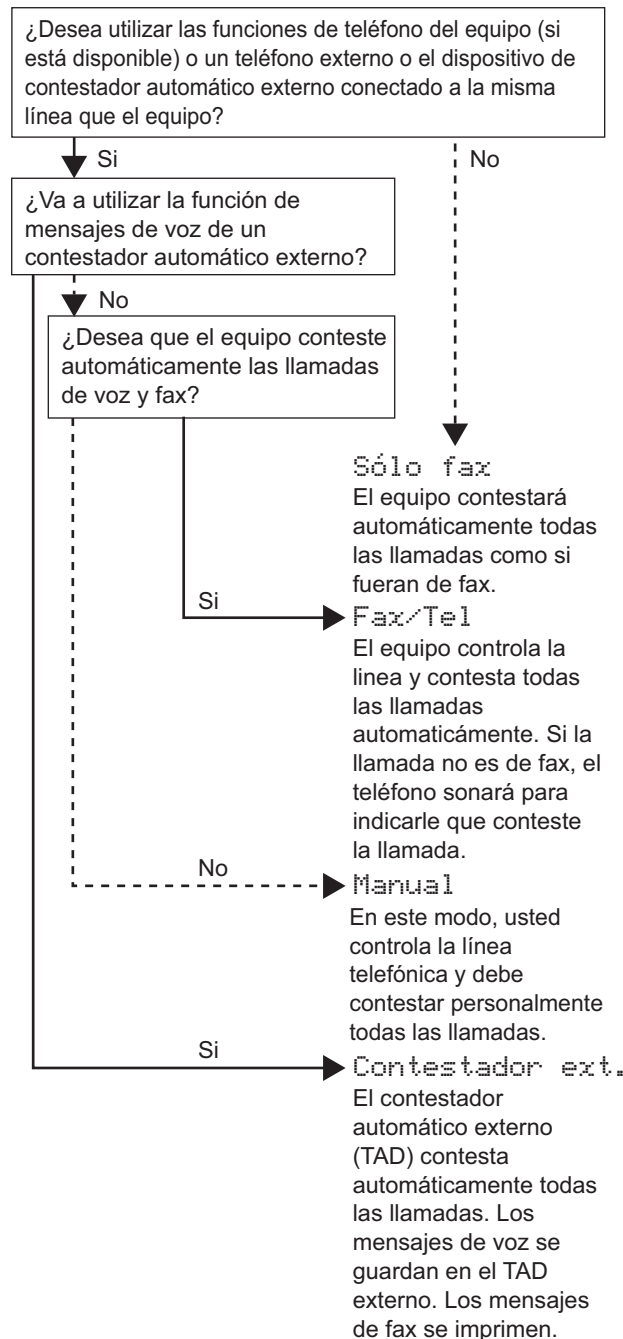 ¿Desea utilizar las funciones de teléfono del equipo (si
está disponible) o un teléfono externo o el dispositivo de
contestador automático externo conectado a la misma
línea que el equipo?
Si
No
¿Va a utilizar la función de
mensajes de voz de un
contestador automático externo?
No
¿Desea que el equipo conteste
automáticamente las llamadas
de voz y fax?
Sólo fax
El equipo contestará
automáticamente todas
las llamadas como si
fueran de fax.
Si
Fax/Tel
El equipo controla la
linea y contesta todas
las llamadas
automaticámente. Si la
llamada no es de fax, el
teléfono sonará para
indicarle que conteste
la llamada.
No
Manual
En este modo, usted
controla la línea
telefónica y debe
contestar personalmente
todas las llamadas.
Si
Contestador ext.
El contestador
automático externo
(TAD) contesta
automáticamente todas
las llamadas. Los
mensajes de voz se
guardan en el TAD
externo. Los mensajes
de fax se imprimen.